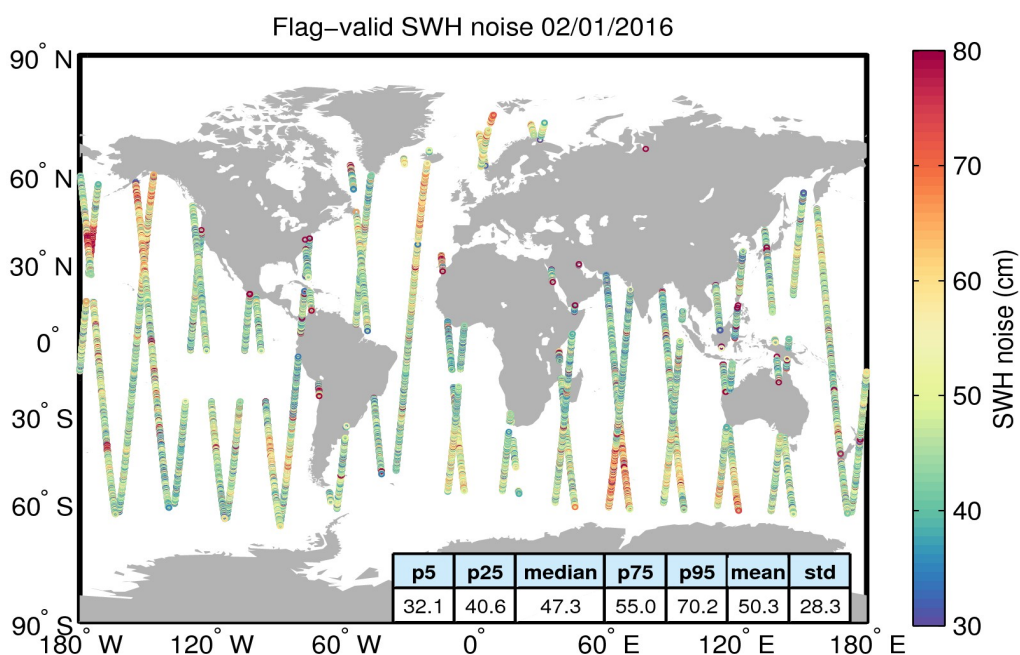 Flag−valid SWH noise 02/01/2016
90° N
60° N
30° N
0°
30° S
60° S
90° S
180° W
120° W
60° W
0°
60° E
120° E
180° E
80
70
60
50
40
30
SWH noise (cm)
p5 p25 median p75 p95 mean std
32.1 40.6 47.3 55.0 70.2 50.3 28.3